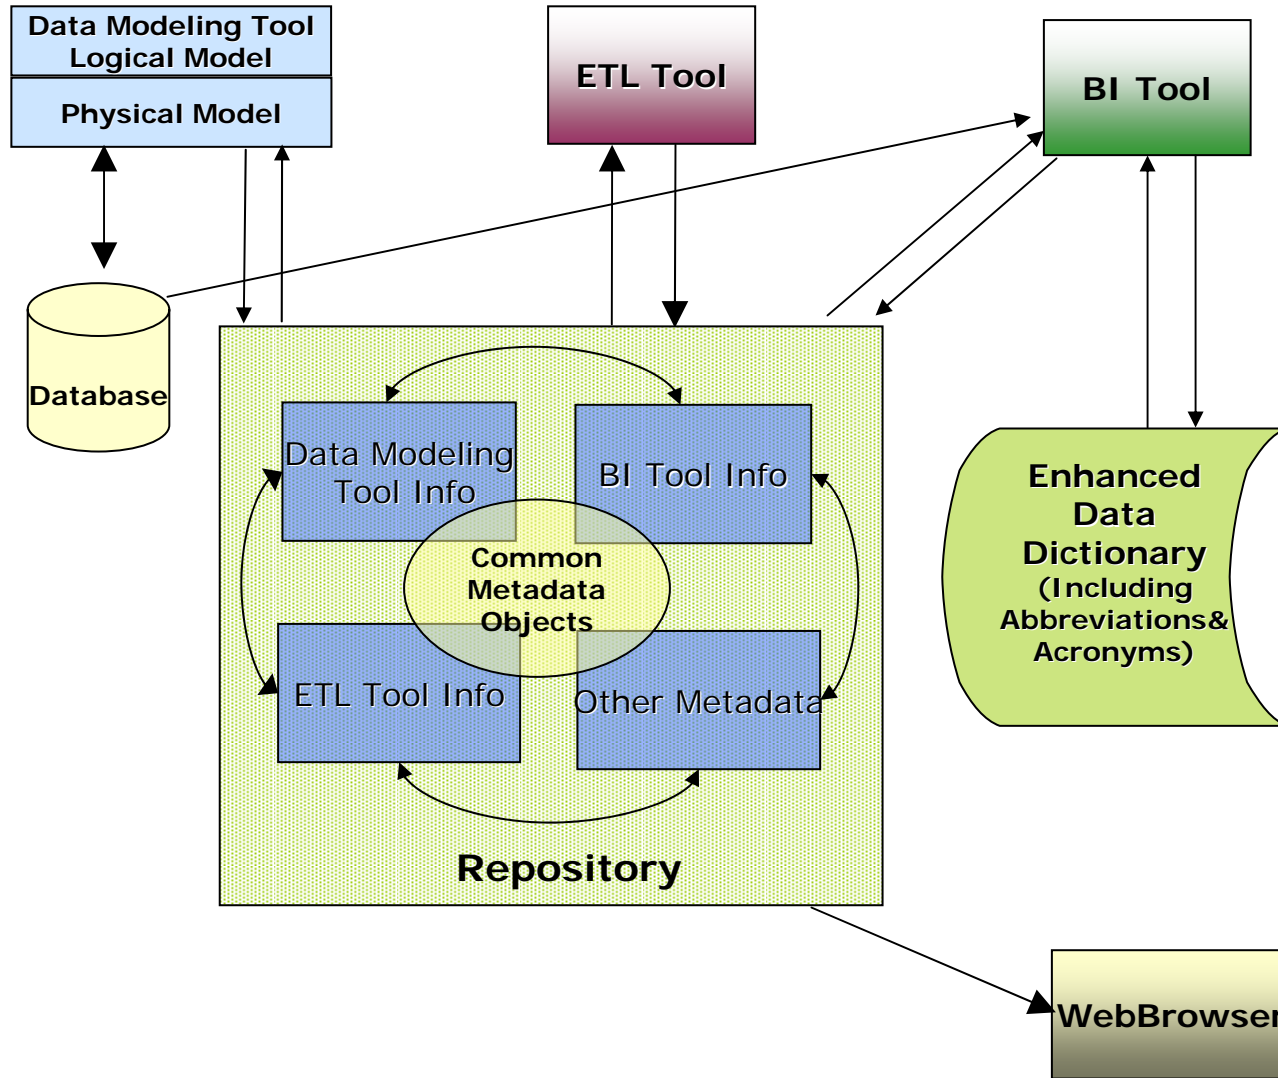 Data Modeling Tool
Logical Model
Physical Model
ETL Tool
BI Tool
Database
Data Modeling
Tool Info
BI Tool Info
Common
Metadata
Objects
ETL Tool Info
Other Metadata
Repository
Enhanced
Data
Dictionary
(Including
Abbreviations&
Acronyms)
WebBrowser